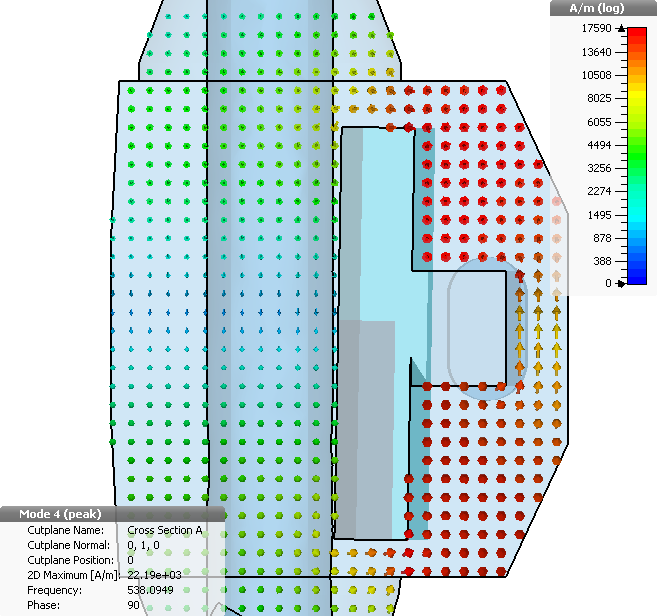 A/m (log)
17590
13640
10508
8025
6055
4494
3256
2274
1495
878
388
0
Mode 4 (peak)
Cutplane Name: Cross Section A
Cutplane Normal: 0, 1, 0
Cutplane Position: 0
2D Maximum [A/m]: 22.19e+03
Frequency: 538.0949
Phase: 90